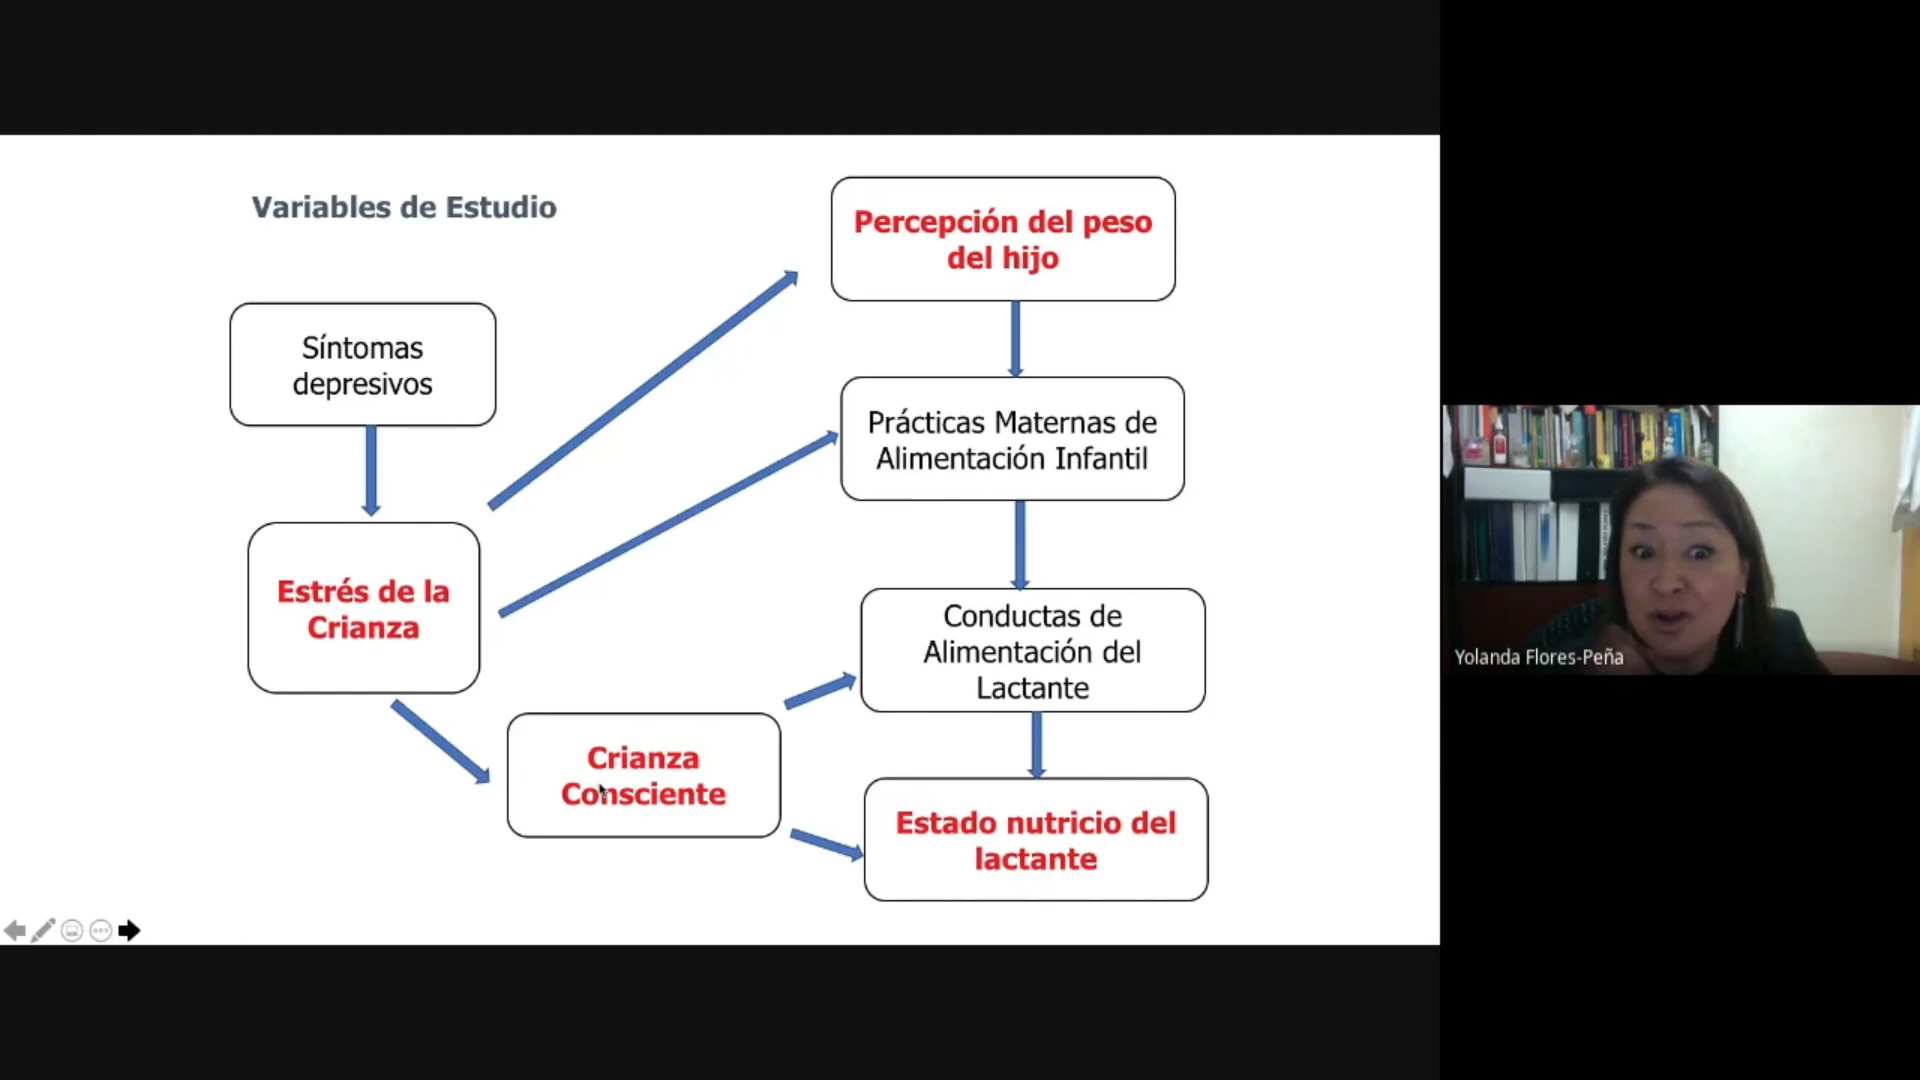 Variables de Estudio
Percepción del peso
del hijo
Síntomas
depresivos
Prácticas Maternas de
Alimentación Infantil
Estrés de la
Crianza
Conductas de
Alimentación del
Lactante
Crianza
Consciente
Estado nutricio del
lactante
Yolanda Flores-Peña